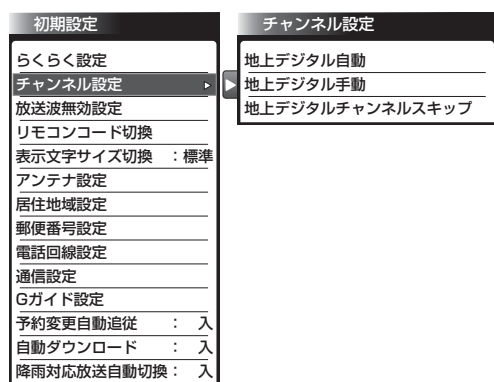 初期設定
らくらく設定
チャンネル設定
放送波無効設定
リモコンコード切換
表示文字サイズ切換 ：標準
アンテナ設定
居住地域設定
郵便番号設定
電話回線設定
通信設定
Gガイド設定
予約変更自動追従 ： 入
自動ダウンロード ： 入
降雨対応放送自動切換： 入
チャンネル設定
地上デジタル自動
地上デジタル手動
地上デジタルチャンネルスキップ